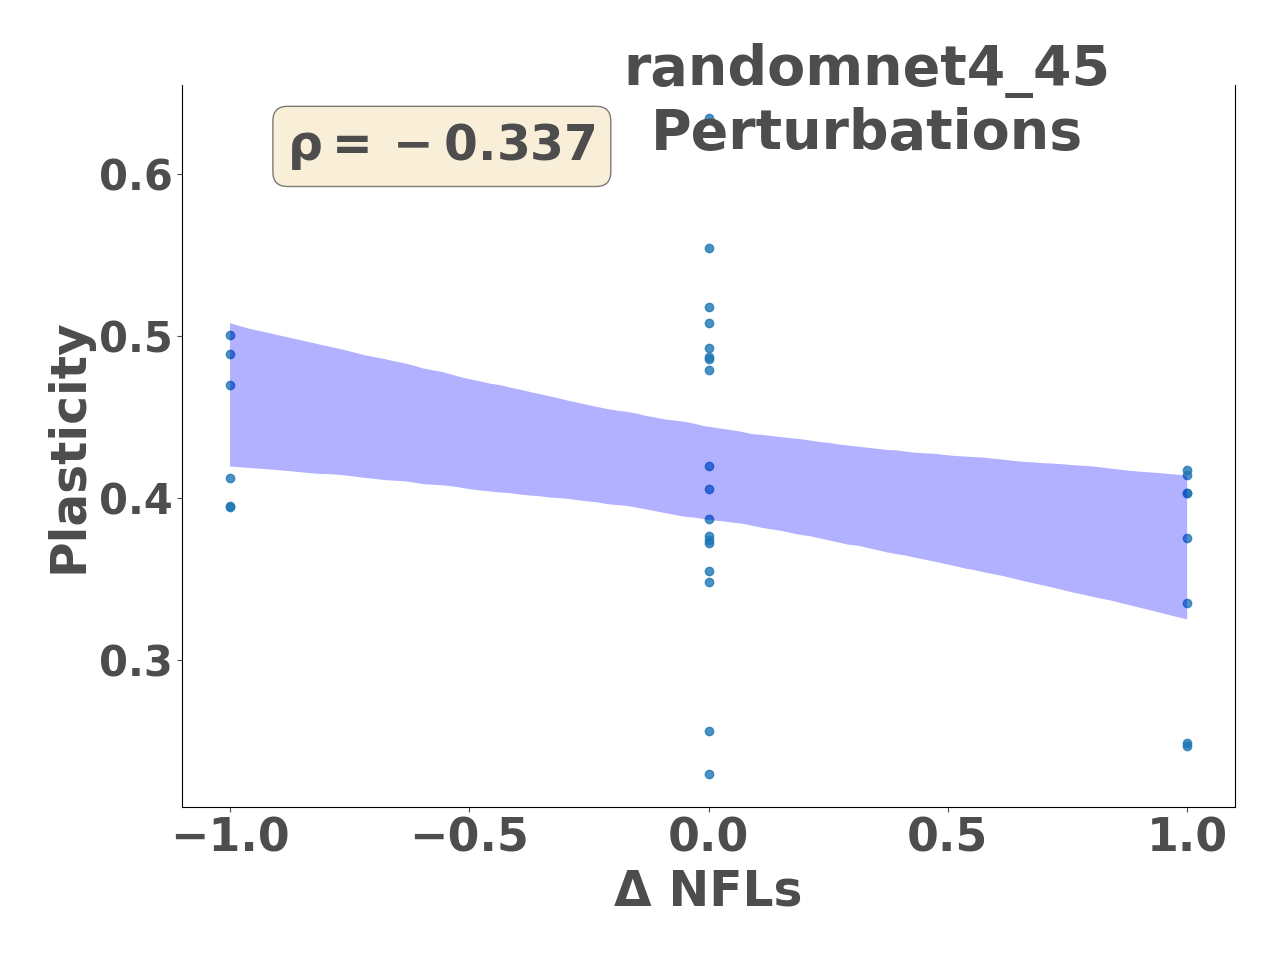 randomnet4_45
Perturbations
ρ = − 0.337
Plasticity
0.6
0.5
0.4
0.3
−1.0 −0.5 0.0 0.5 1.0
Δ NFLs